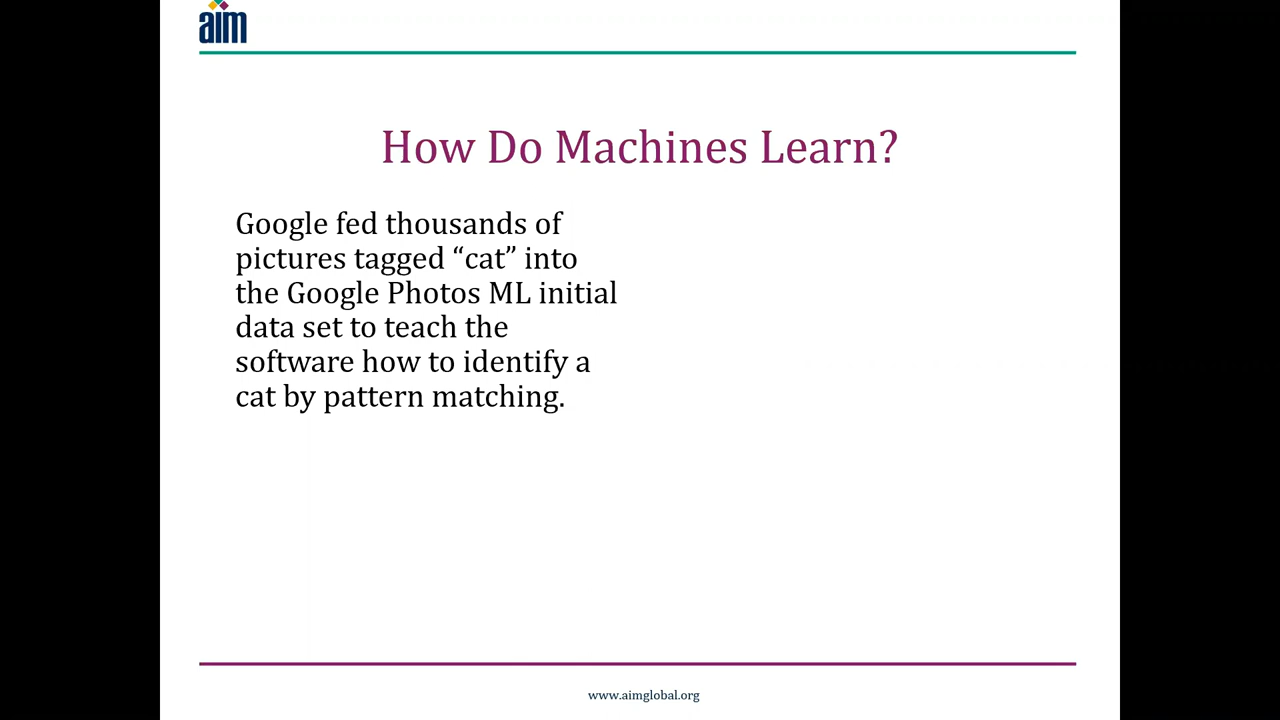 aim
How Do Machines Learn?
Google fed thousands of
pictures tagged “cat” into
the Google Photos ML initial
data set to teach the
software how to identify a
cat by pattern matching.
www.aimglobal.org